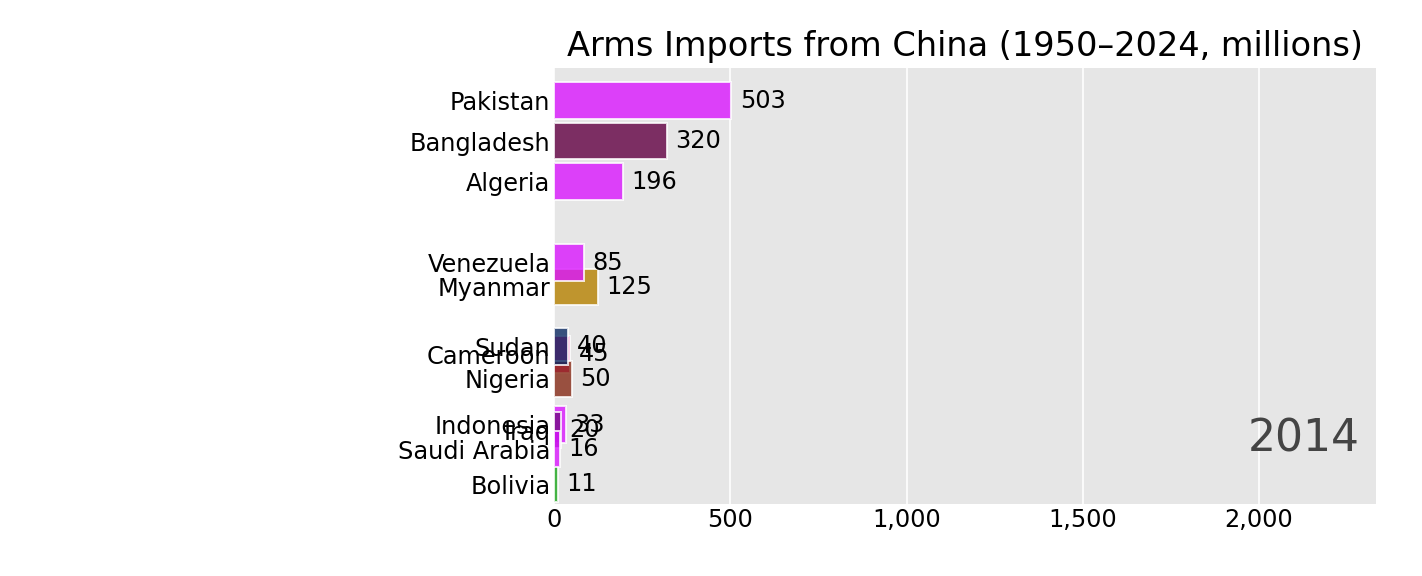 Arms Imports from China (1950–2024, millions)
Pakistan 503
Bangladesh 320
Algeria 196
Venezuela 85
Myanmar 125
Sudan 40
Cameroon 45
Nigeria 50
Indonesia 33
Iraq 20
Saudi Arabia 16
Bolivia 11
2014
0 500 1,000 1,500 2,000